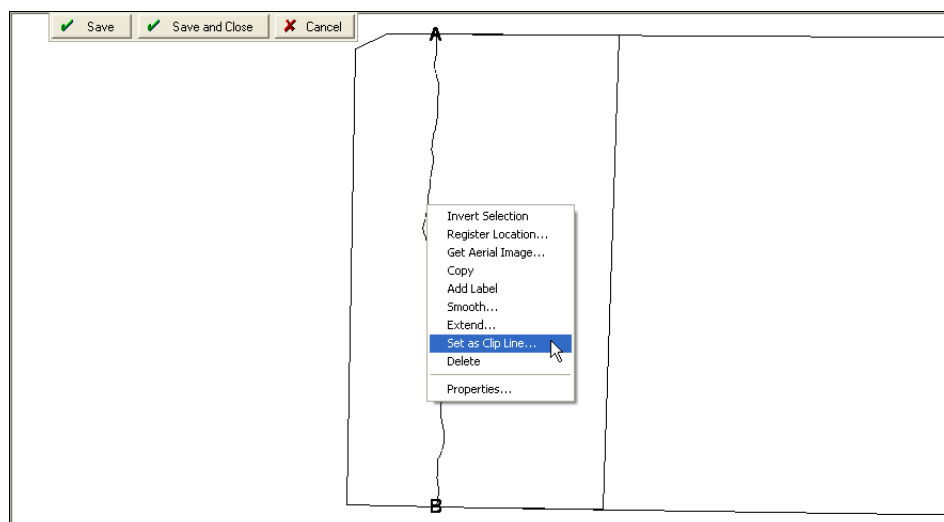 Save Save and Close Cancel
A
Invert Selection
Register Location...
Get Aerial Image...
Copy
Add Label
Smooth...
Extend...
Set as Clip Line...
Delete
Properties...
B